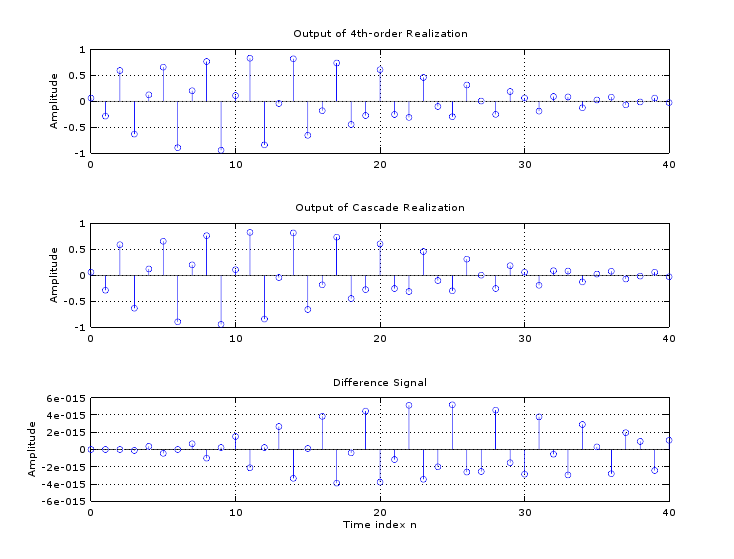 Output of 4th-order Realization
1
0.5
0
-0.5
-1
Amplitude
0 10 20 30 40
Output of Cascade Realization
1
0.5
0
-0.5
-1
Amplitude
0 10 20 30 40
Difference Signal
6e-015
4e-015
2e-015
0
-2e-015
-4e-015
-6e-015
Amplitude
0 10 20 30 40
Time index n